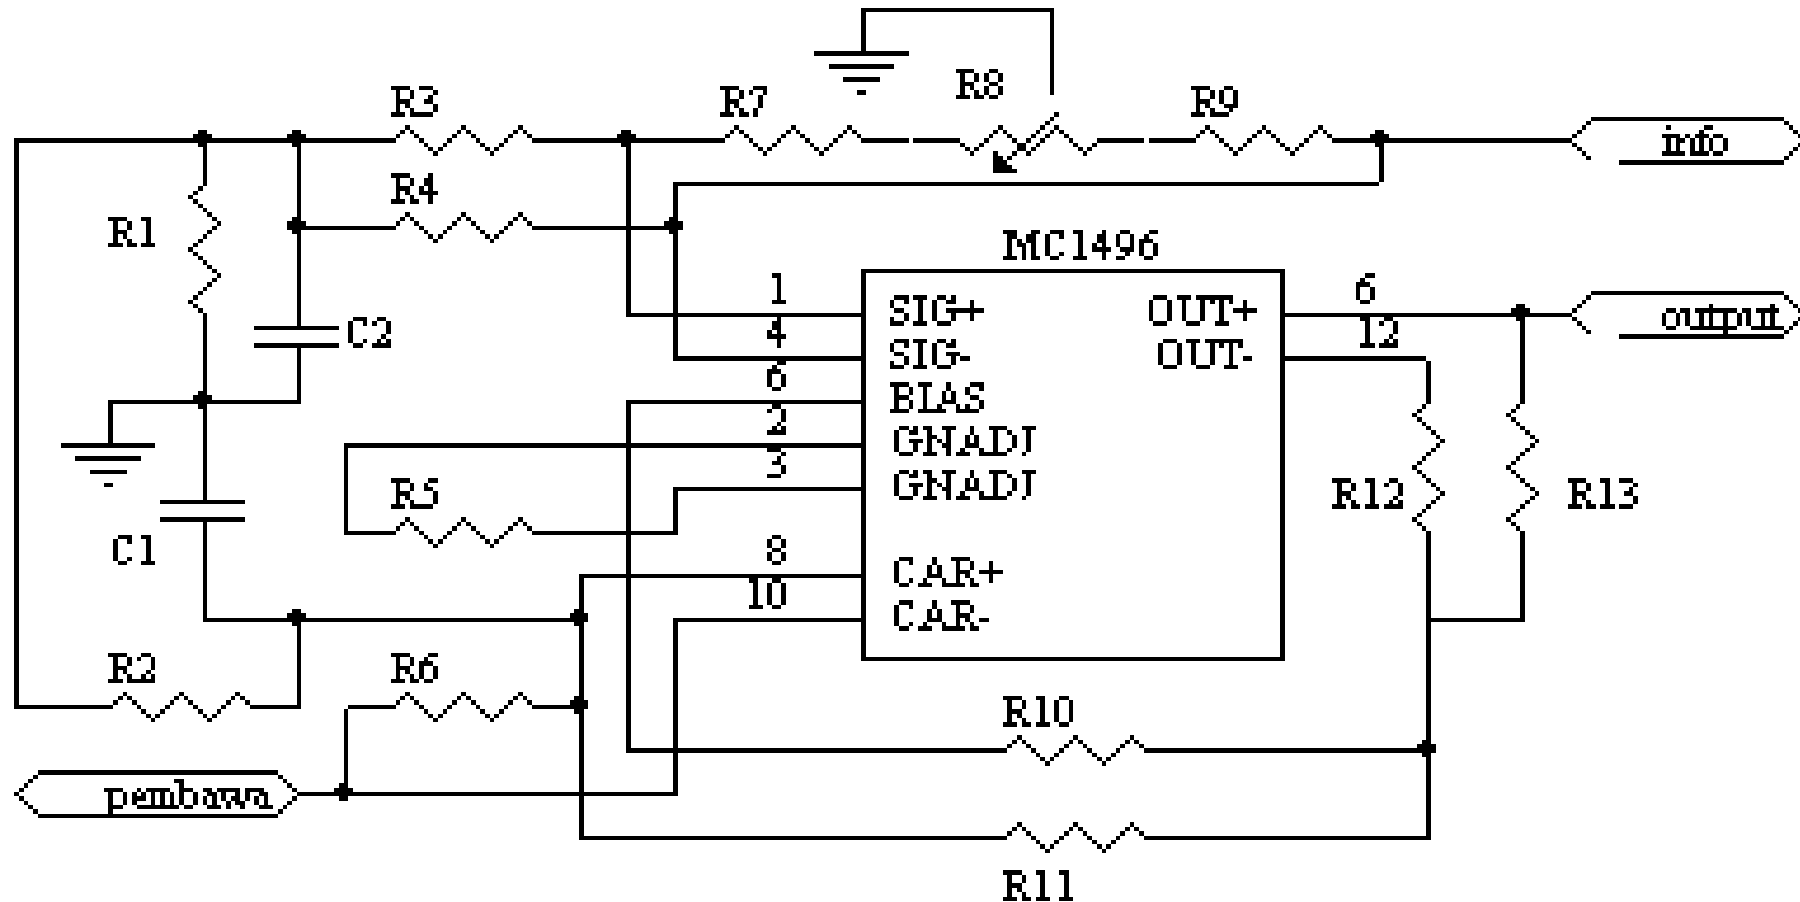 R8
R3
R7
R9
info
R4
R1
MC1496
1
6
SIG+
OUT+
output
4
12
C2
SIG-
OUT-
6
BIAS
2
GNADJ
3
GNADJ
R5
R12
R13
C1
8
CAR+
10
CAR-
R2
R6
R10
pembawa
R11